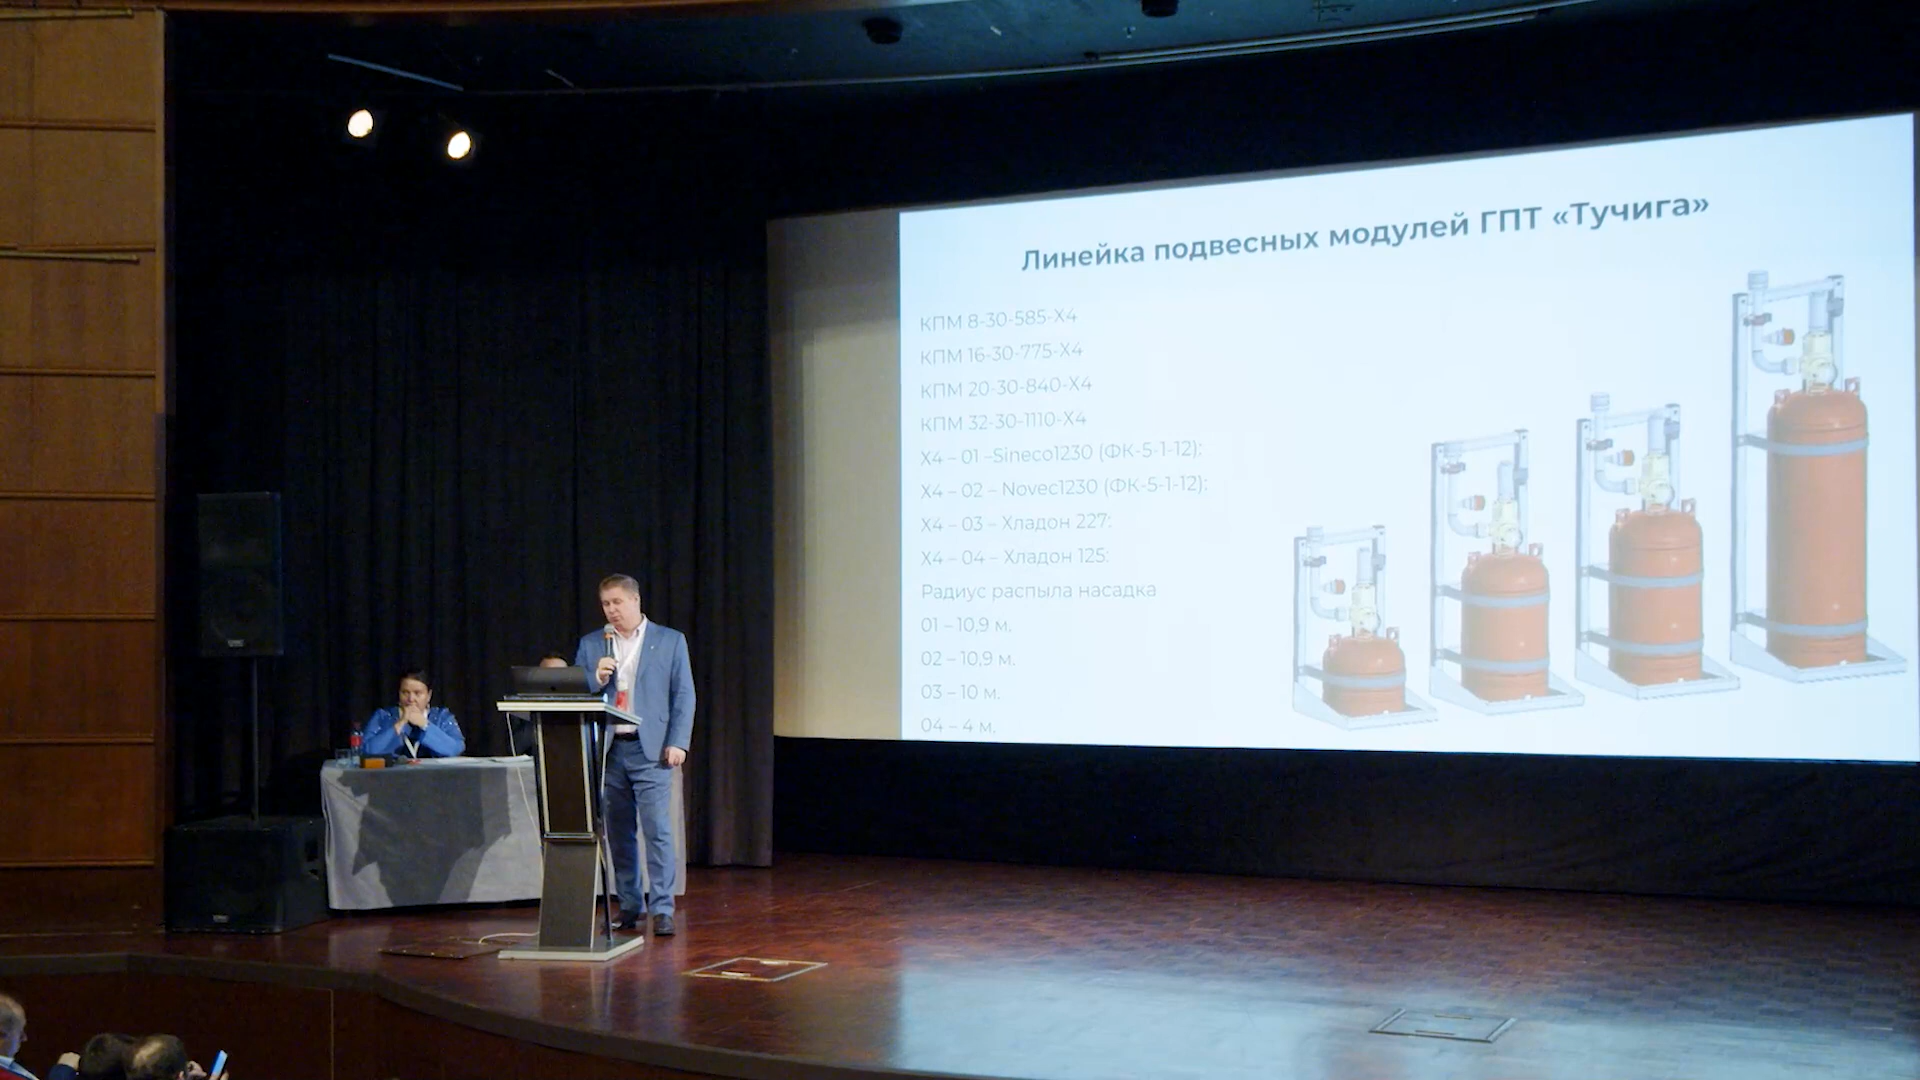 Линейка подвесных модулей ГПТ «Тучига»
КПМ 8-30-585-Х4
КПМ 16-30-775-Х4
КПМ 20-30-840-Х4
КПМ 32-30-1110-Х4
Х4 – 01 –Sineco1230 (ФК-5-1-12);
Х4 – 02 – Novec1230 (ФК-5-1-12);
Х4 – 03 – Хладон 227;
Х4 – 04 – Хладон 125;
Радиус распыла насадка
01 – 10,9 м.
02 – 10,9 м.
03 – 10 м.
04 – 4 м.